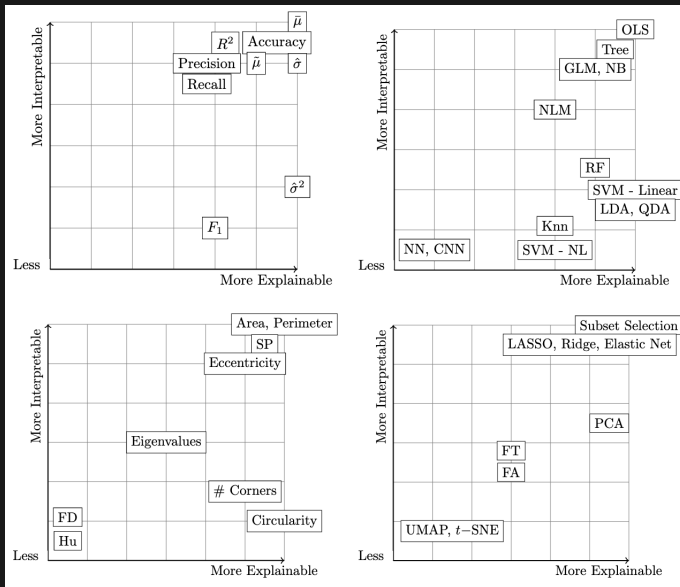 μ̄
R²
Accuracy
Precision
μ̃
σ̂
Recall
σ̂²
F₁
More Interpretable
Less
More Explainable
OLS
Tree
GLM, NB
NLM
RF
SVM - Linear
LDA, QDA
Knn
NN, CNN
SVM - NL
More Interpretable
Less
More Explainable
Area, Perimeter
SP
Eccentricity
Eigenvalues
# Corners
FD
Circularity
Hu
More Interpretable
Less
More Explainable
Subset Selection
LASSO, Ridge, Elastic Net
PCA
FT
FA
UMAP, t−SNE
More Interpretable
Less
More Explainable